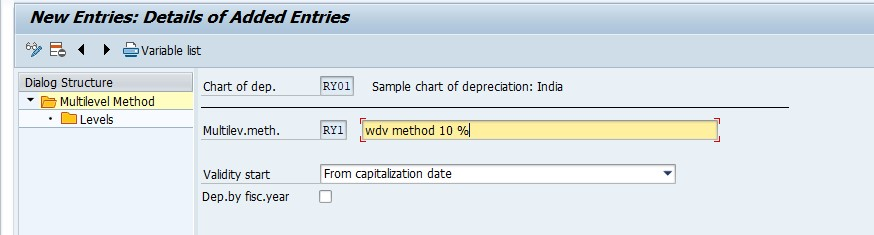 New Entries: Details of Added Entries
Variable list
Dialog Structure
Multilevel Method
Levels
Chart of dep. RY01 Sample chart of depreciation: India
Multilev.meth. RY1 wdv method 10 %
Validity start From capitalization date
Dep.by fisc.year